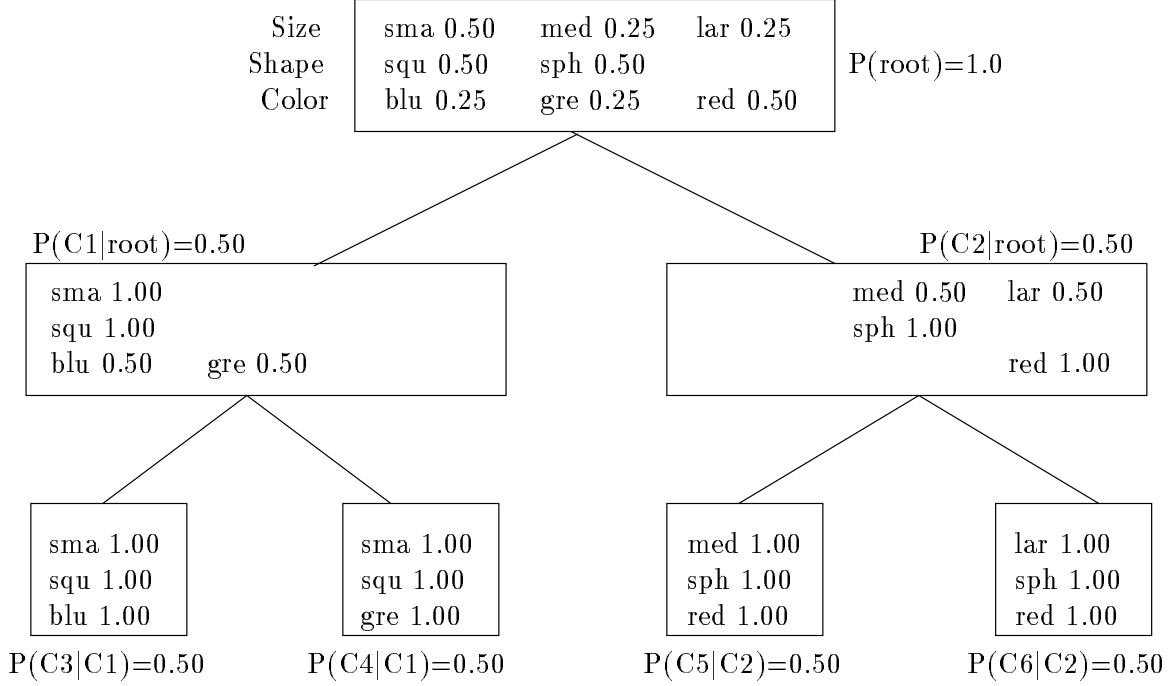 Size sma 0.50 med 0.25 lar 0.25
Shape squ 0.50 sph 0.50 P(root)=1.0
Color blu 0.25 gre 0.25 red 0.50
P(C1|root)=0.50 P(C2|root)=0.50
sma 1.00 med 0.50 lar 0.50
squ 1.00 sph 1.00
blu 0.50 gre 0.50 red 1.00
sma 1.00 sma 1.00 med 1.00 lar 1.00
squ 1.00 squ 1.00 sph 1.00 sph 1.00
blu 1.00 gre 1.00 red 1.00 red 1.00
P(C3|C1)=0.50 P(C4|C1)=0.50 P(C5|C2)=0.50 P(C6|C2)=0.50